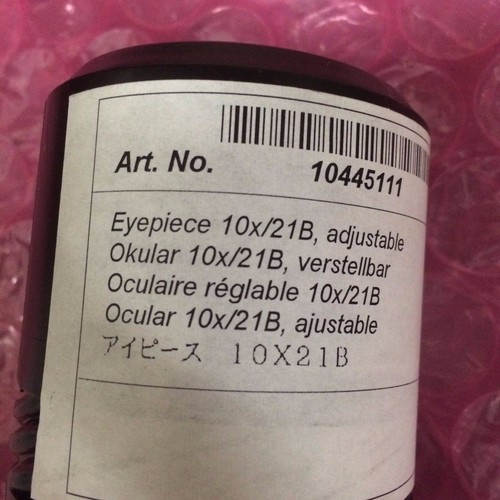 Art. No.
10445111
Eyepiece 10x/21B, adjustable
Okular 10x/21B, verstellbar
Oculaire réglable 10x/21B
Ocular 10x/21B, ajustable
アイピース 10X21B